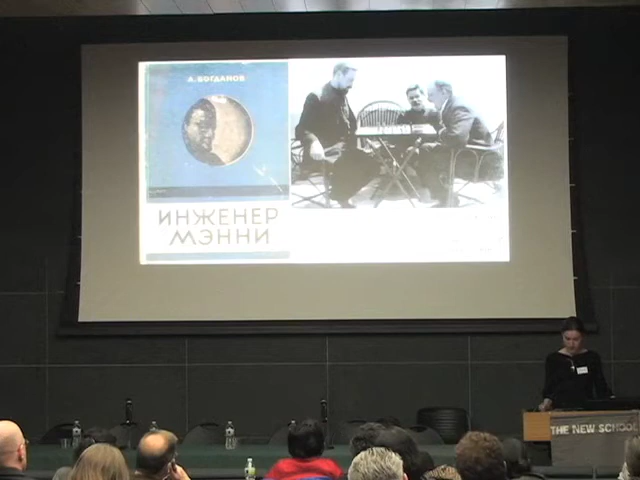 А. БОГДАНОВ
ИНЖЕНЕР
МЭННИ
THE NEW SCHOOL